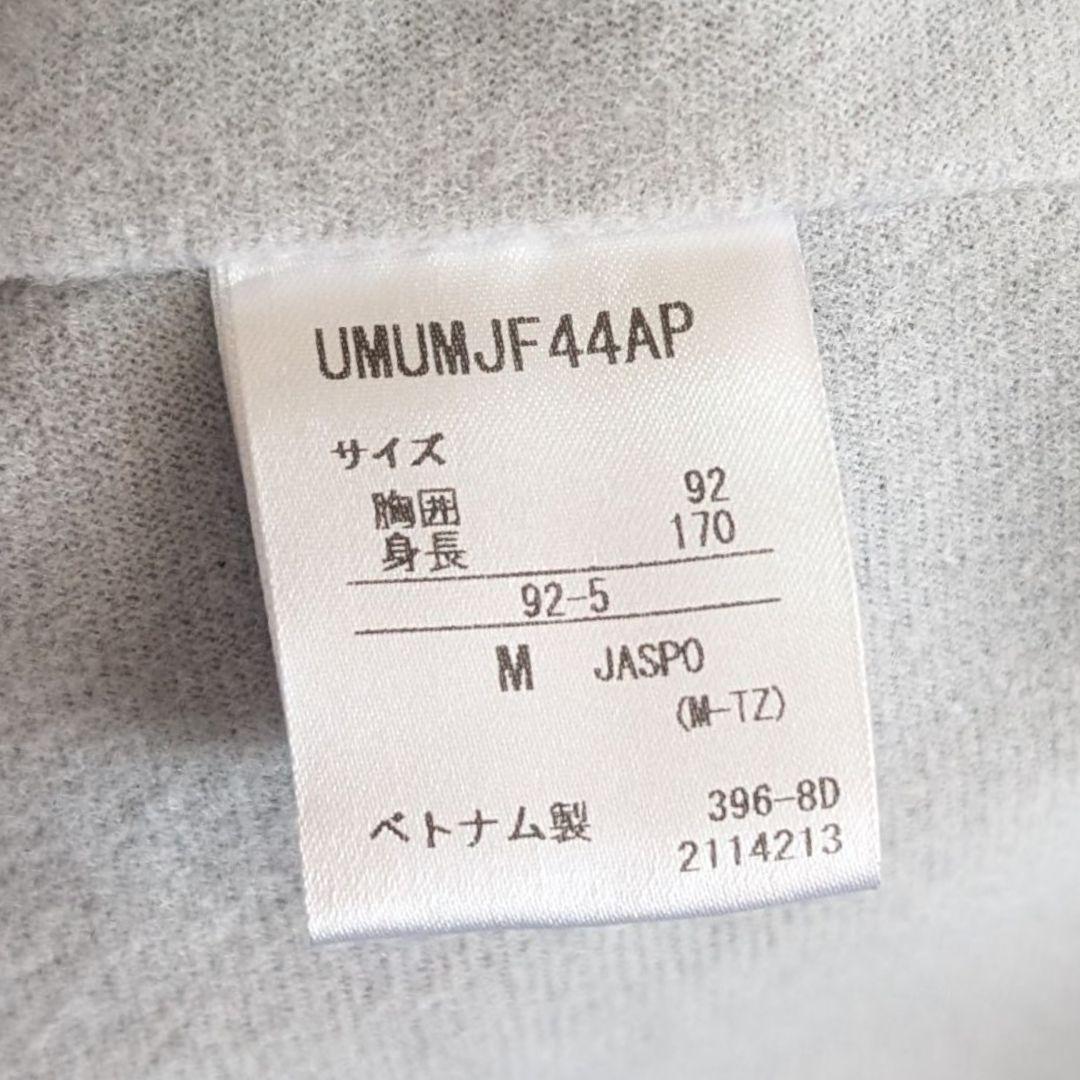 UMUMJF44AP
サイズ
胸囲 92
身長 170
92-5
M JASPO
(M-TZ)
ベトナム製 396-8D
2114213